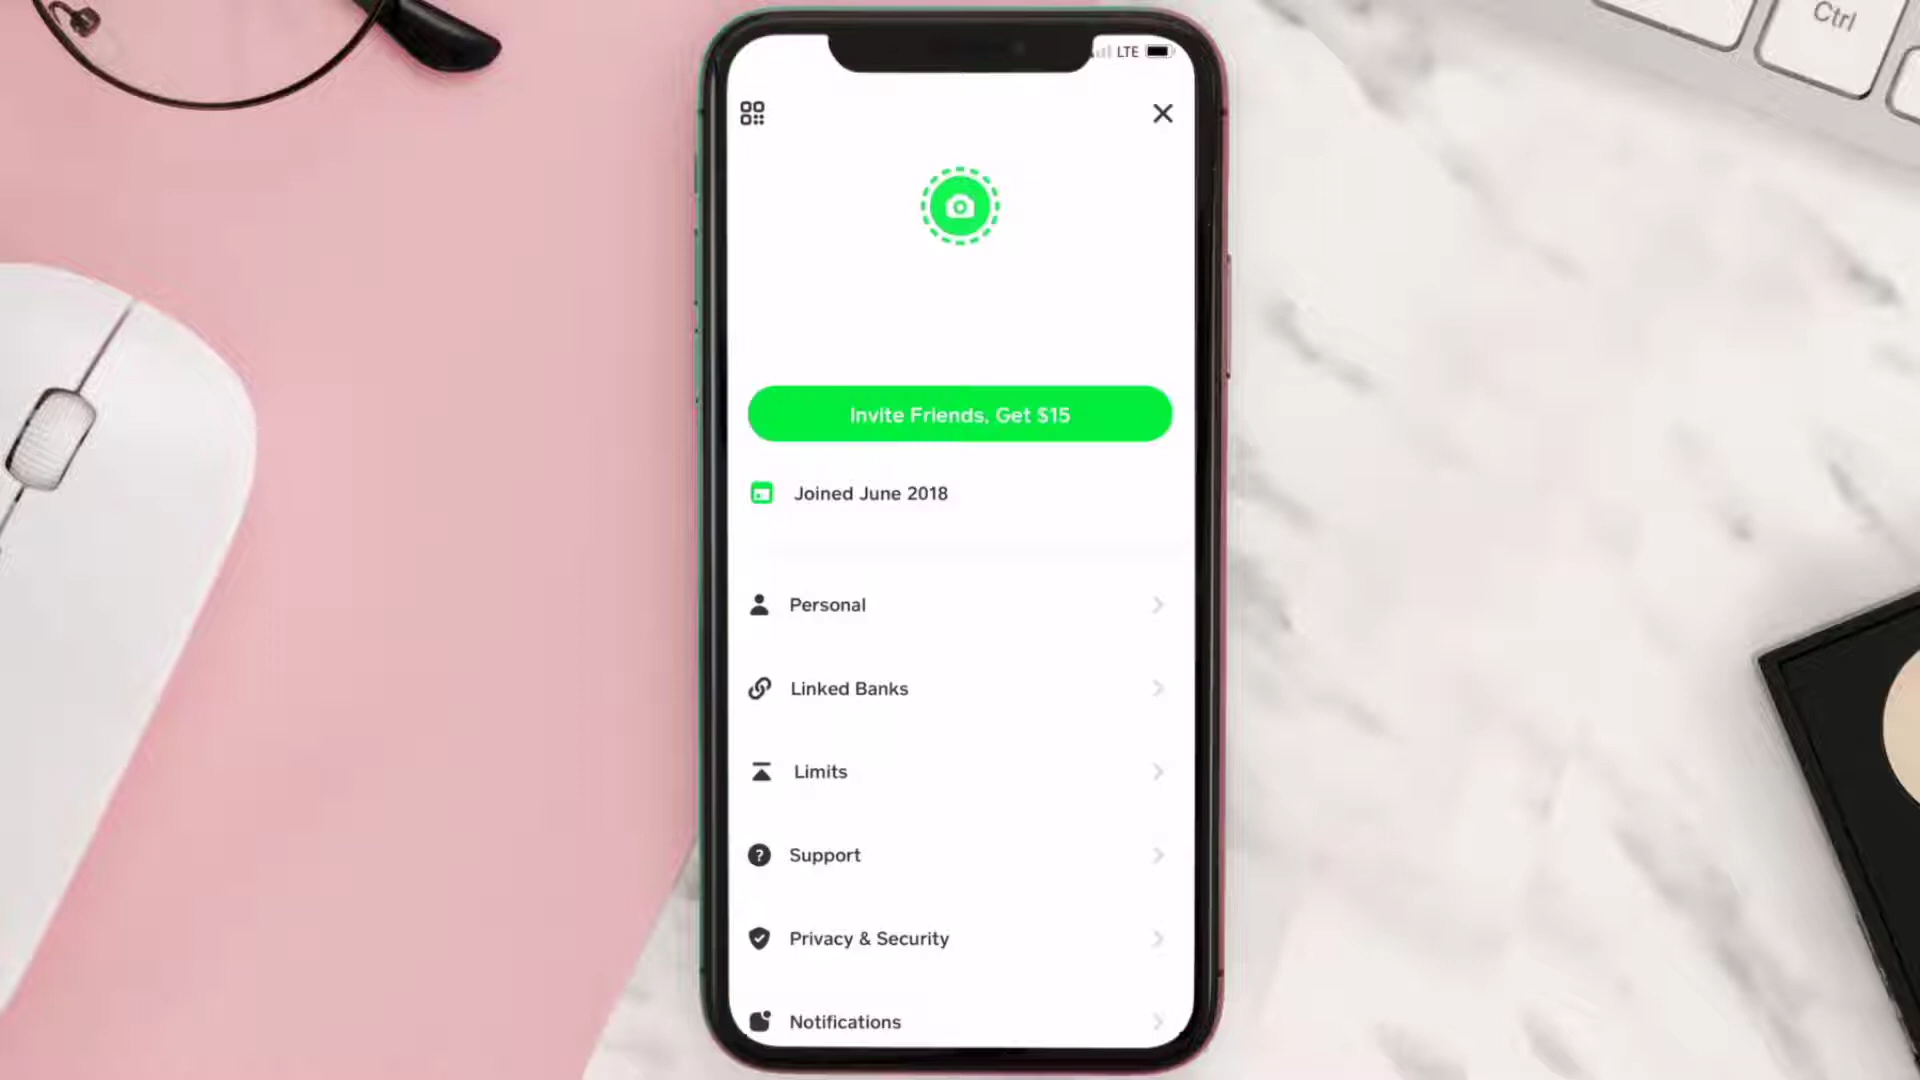 Ctrl
LTE
Invite Friends, Get $15
Joined June 2018
Personal
Linked Banks
Limits
Support
Privacy & Security
Notifications